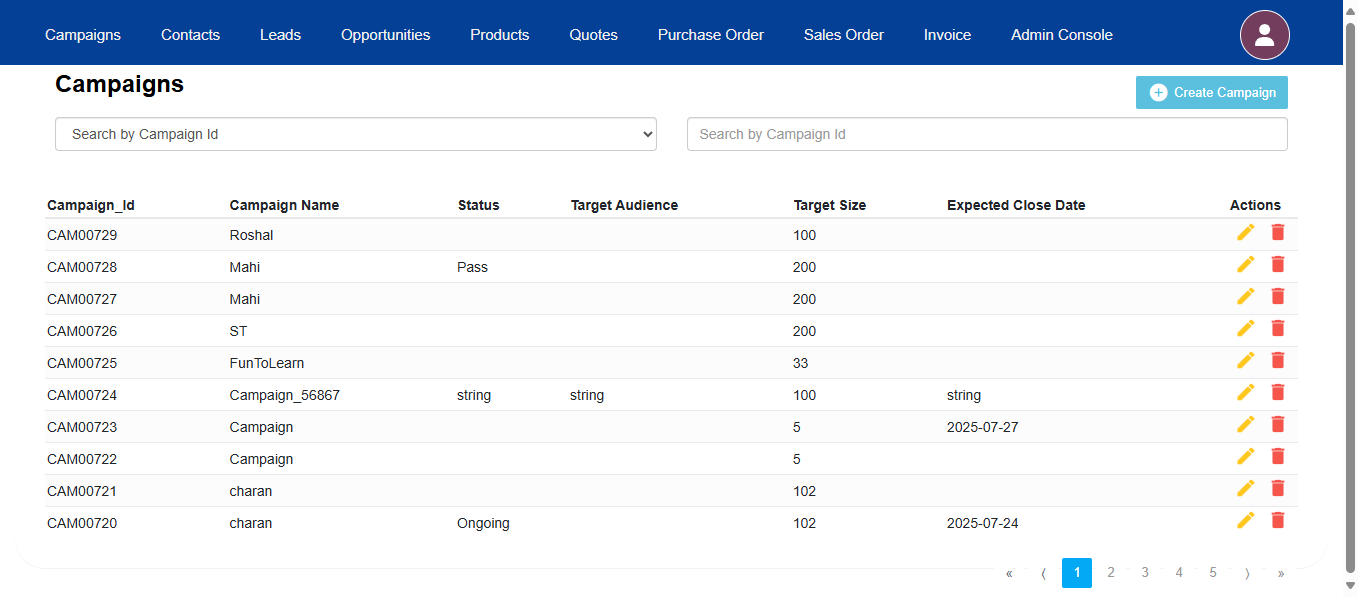 Campaigns Contacts Leads Opportunities Products Quotes Purchase Order Sales Order Invoice Admin Console
Campaigns
Create Campaign
Search by Campaign Id Search by Campaign Id
Campaign_Id Campaign Name Status Target Audience Target Size Expected Close Date Actions
CAM00729 Roshal 100
CAM00728 Mahi Pass 200
CAM00727 Mahi 200
CAM00726 ST 200
CAM00725 FunToLearn 33
CAM00724 Campaign_56867 string string 100 string
CAM00723 Campaign 5 2025-07-27
CAM00722 Campaign 5
CAM00721 charan 102
CAM00720 charan Ongoing 102 2025-07-24
« ⟨ 1 2 3 4 5 ⟩ »